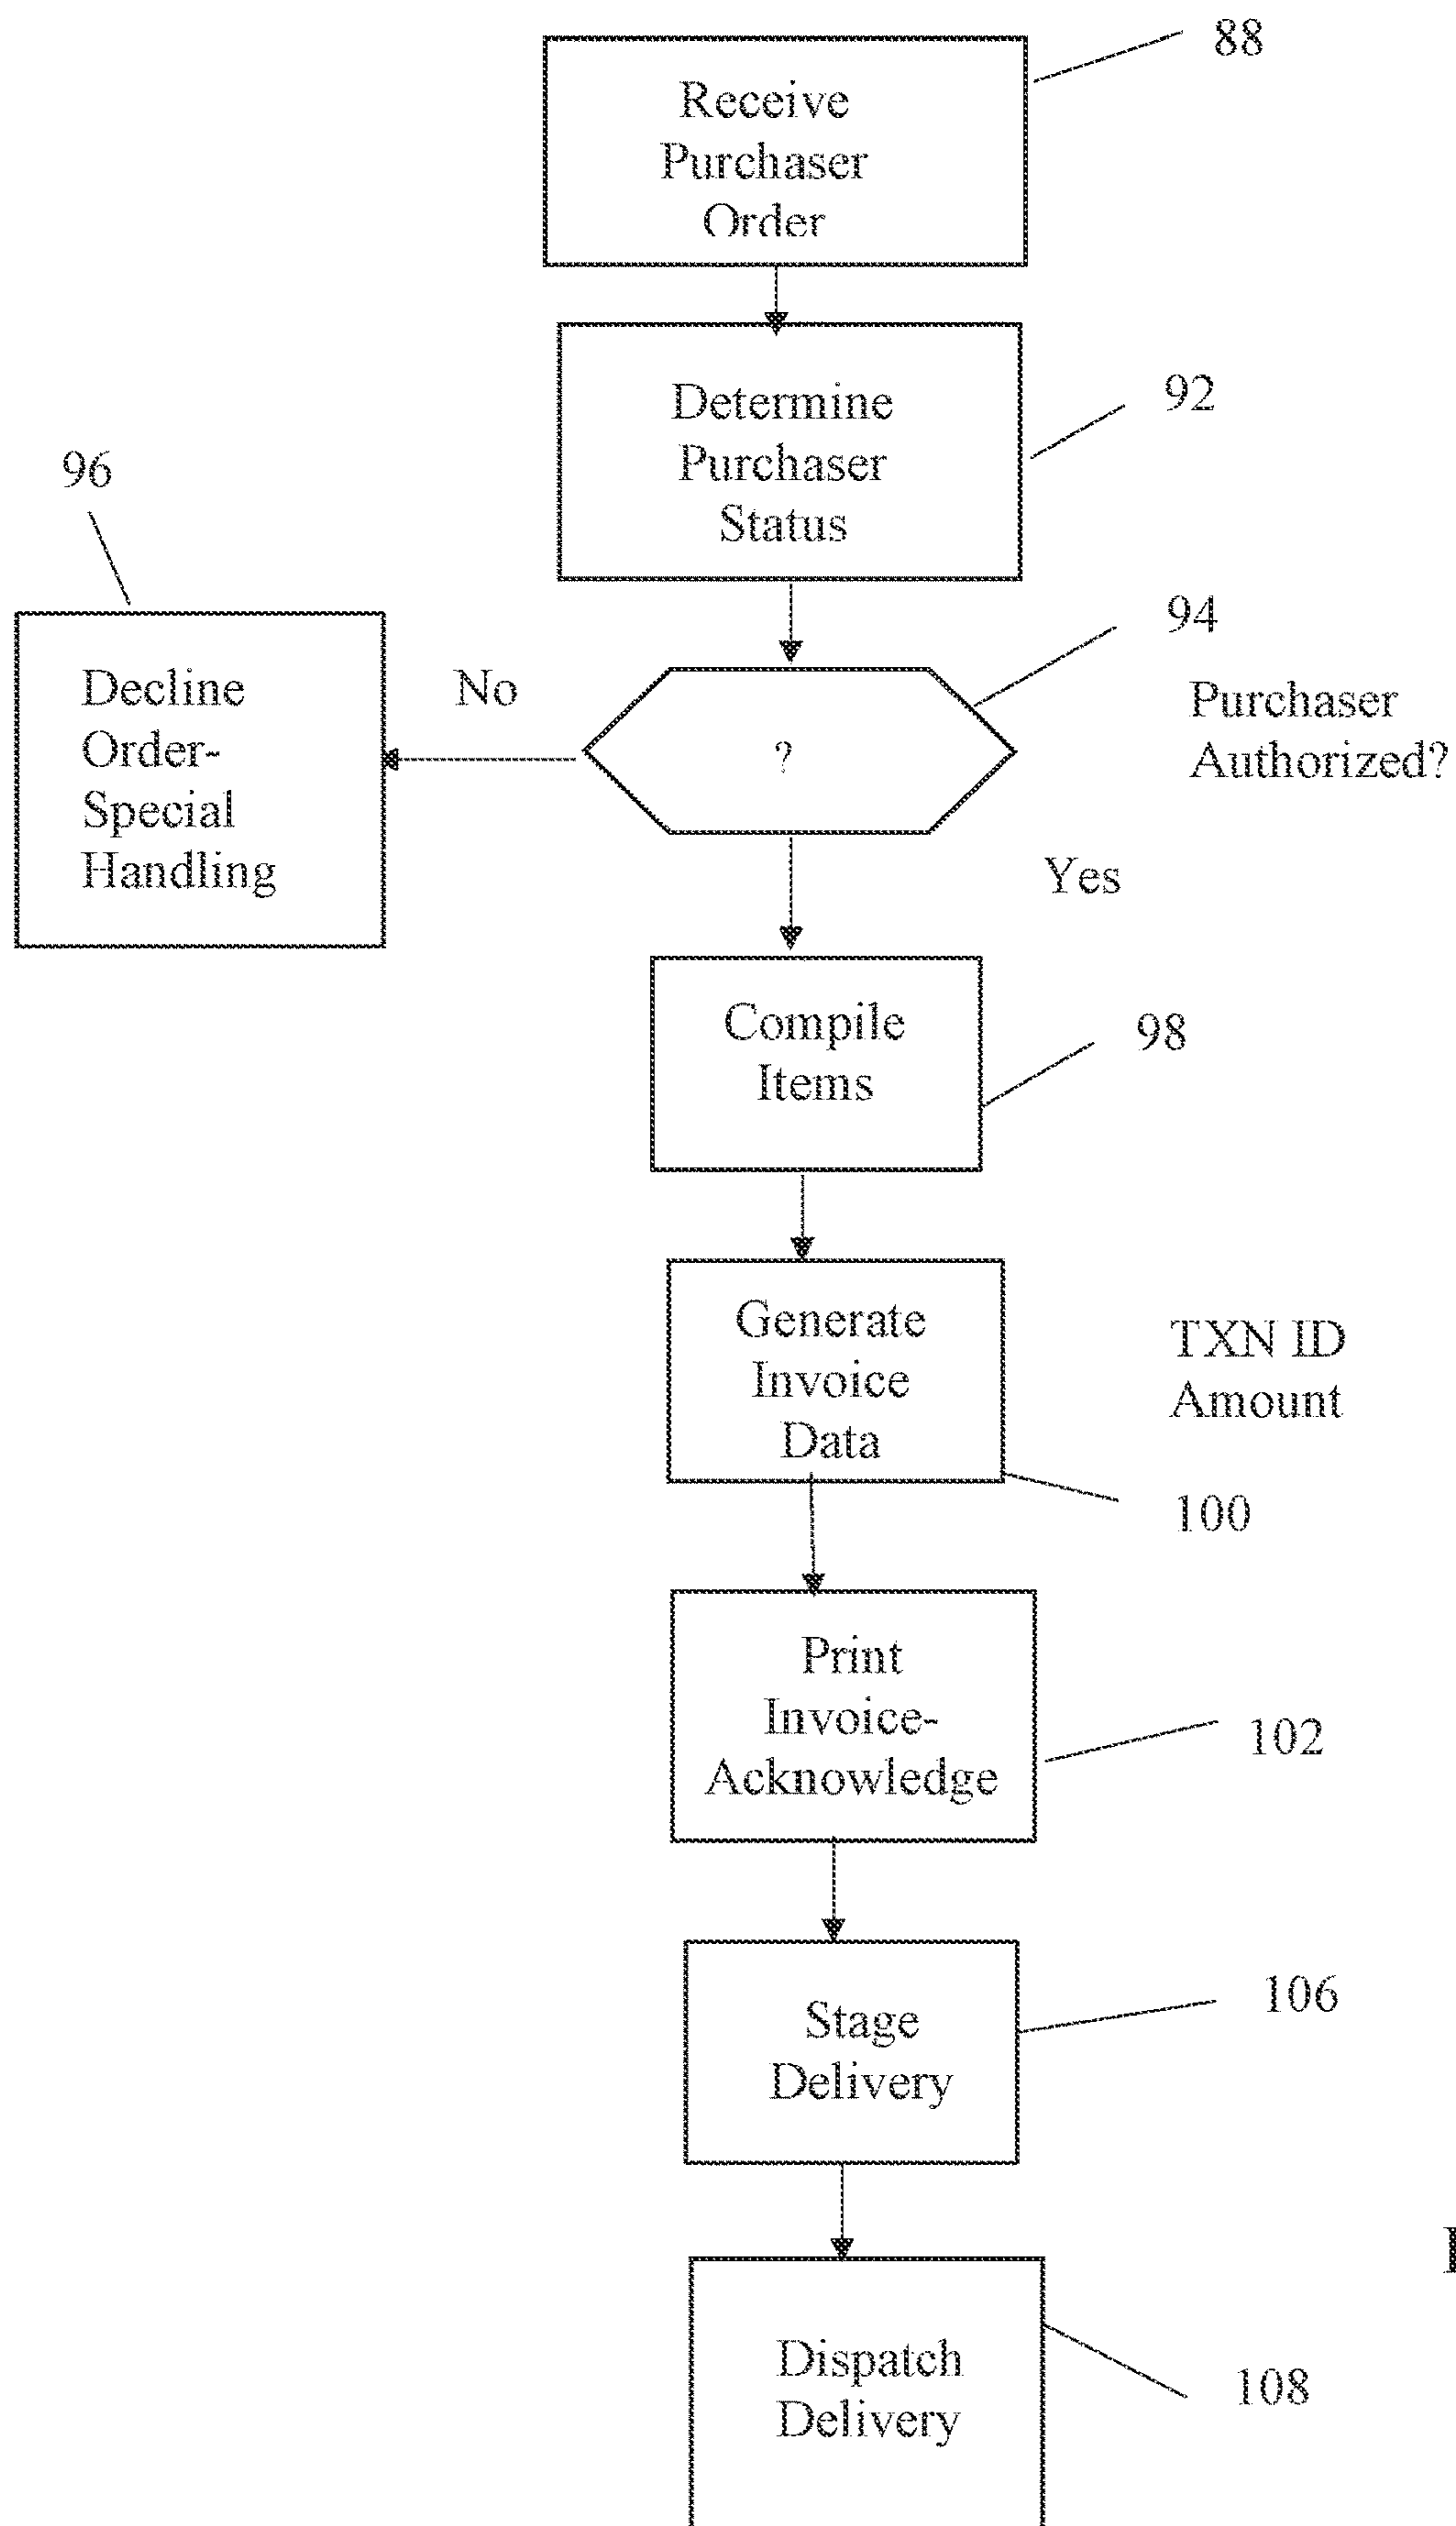 88
Receive
Purchaser
Order
92
Determine
Purchaser
Status
96
94
Decline
Order-
Special
Handling
No
?
Purchaser
Authorized?
Yes
Compile
Items
98
Generate
Invoice
Data
TXN ID
Amount
100
Print
Invoice-
Acknowledge
102
Stage
Delivery
106
Dispatch
Delivery
108